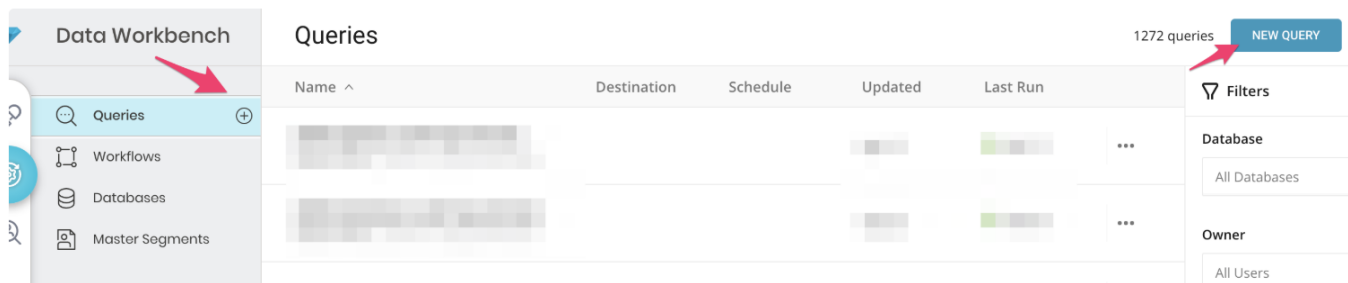 Data Workbench
Queries
Workflows
Databases
Master Segments
Queries
1272 queries
NEW QUERY
Name
Destination
Schedule
Updated
Last Run
Filters
Database
All Databases
Owner
All Users